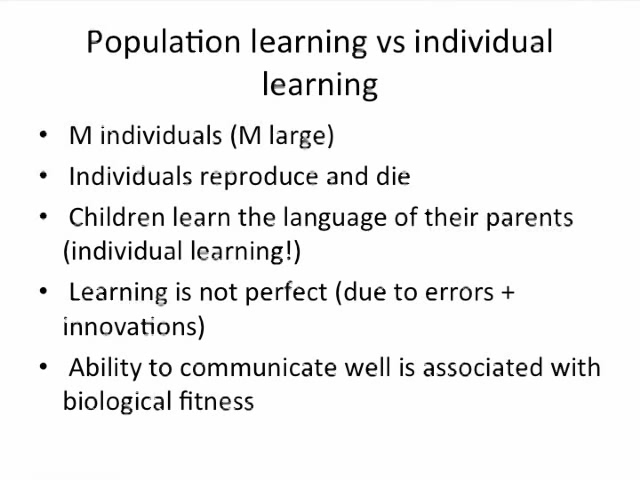 Population learning vs individual
learning
• M individuals (M large)
• Individuals reproduce and die
• Children learn the language of their parents
(individual learning!)
• Learning is not perfect (due to errors +
innovations)
• Ability to communicate well is associated with
biological fitness